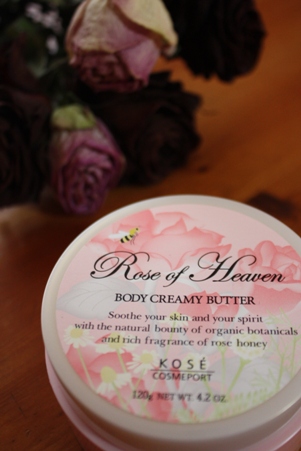 Rose of Heaven
BODY CREAMY BUTTER
Soothe your skin and your spirit
with the natural bounty of organic botanicals
and rich fragrance of rose honey
KOSÉ
COSMEPORT
120g NET WT. 4.2 OZ.